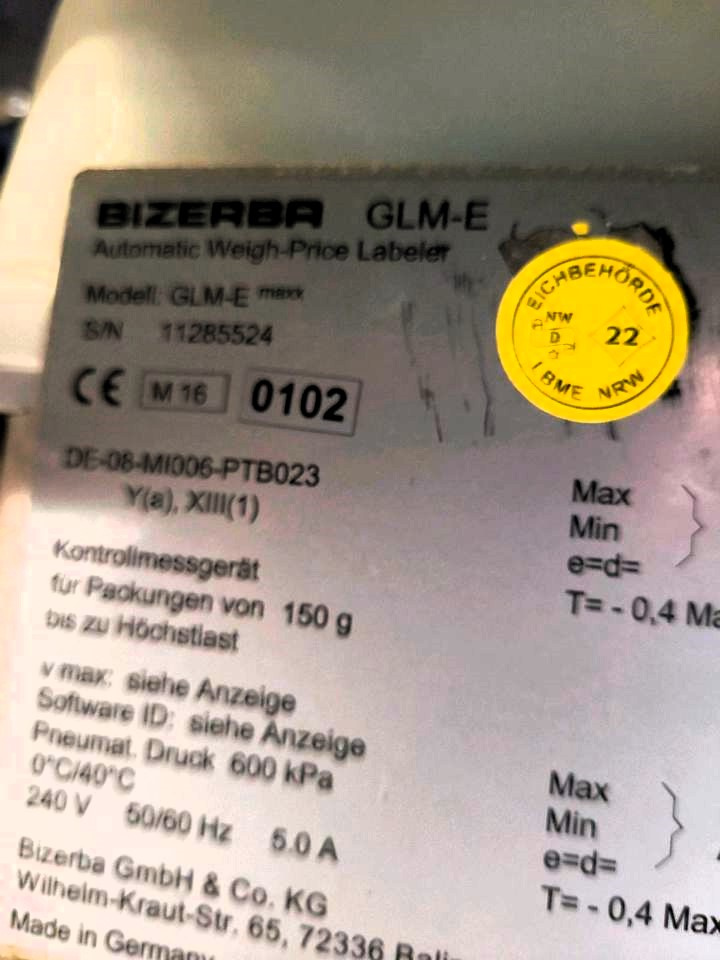 BIZERBA GLM-E
Automatic Weigh-Price Labeler
Modell: GLM-E maxx
S/N 11285524
CE M 16 0102
EICHBEHÖRDE
NW
D
22
LBME NRW
DE-08-MI006-PTB023
Y(a), XIII(1)
Kontrollmessgerät
für Packungen von 150 g
bis zu Höchstlast
v max: siehe Anzeige
Software ID: siehe Anzeige
Pneumat. Druck 600 kPa
0°C/40°C
240 V 50/60 Hz 5.0 A
Bizerba GmbH & Co. KG
Wilhelm-Kraut-Str. 65, 72336
Made in Germany
Max
Min
e=d=
T= - 0,4 Ma
Max
Min
e=d=
T= - 0,4 Max